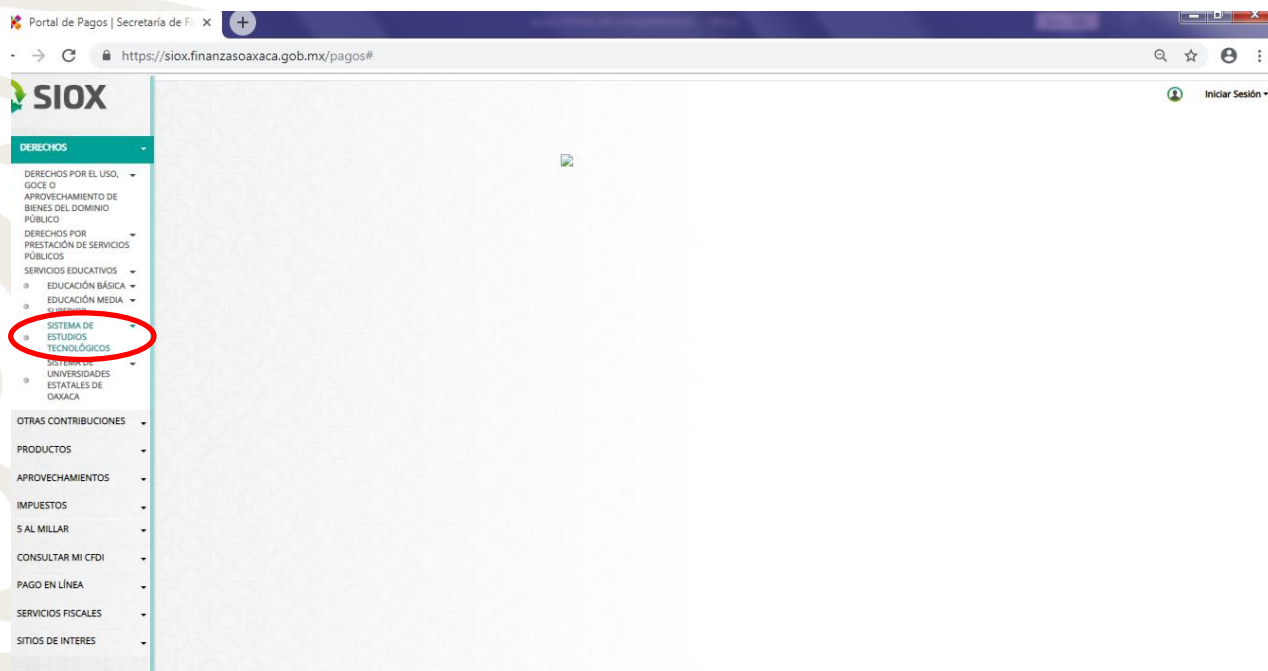 Portal de Pagos | Secretaría de Fi
https://siox.finanzasoaxaca.gob.mx/pagos#
SIOX
Iniciar Sesión
DERECHOS
DERECHOS POR EL USO,
GOCE O
APROVECHAMIENTO DE
BIENES DEL DOMINIO
PÚBLICO
DERECHOS POR
PRESTACIÓN DE SERVICIOS
PÚBLICOS
SERVICIOS EDUCATIVOS
EDUCACIÓN BÁSICA
EDUCACIÓN MEDIA
SUPERIOR
SISTEMA DE
ESTUDIOS
TECNOLÓGICOS
SISTEMA DE
UNIVERSIDADES
ESTATALES DE
OAXACA
OTRAS CONTRIBUCIONES
PRODUCTOS
APROVECHAMIENTOS
IMPUESTOS
5 AL MILLAR
CONSULTAR MI CFDI
PAGO EN LÍNEA
SERVICIOS FISCALES
SITIOS DE INTERES